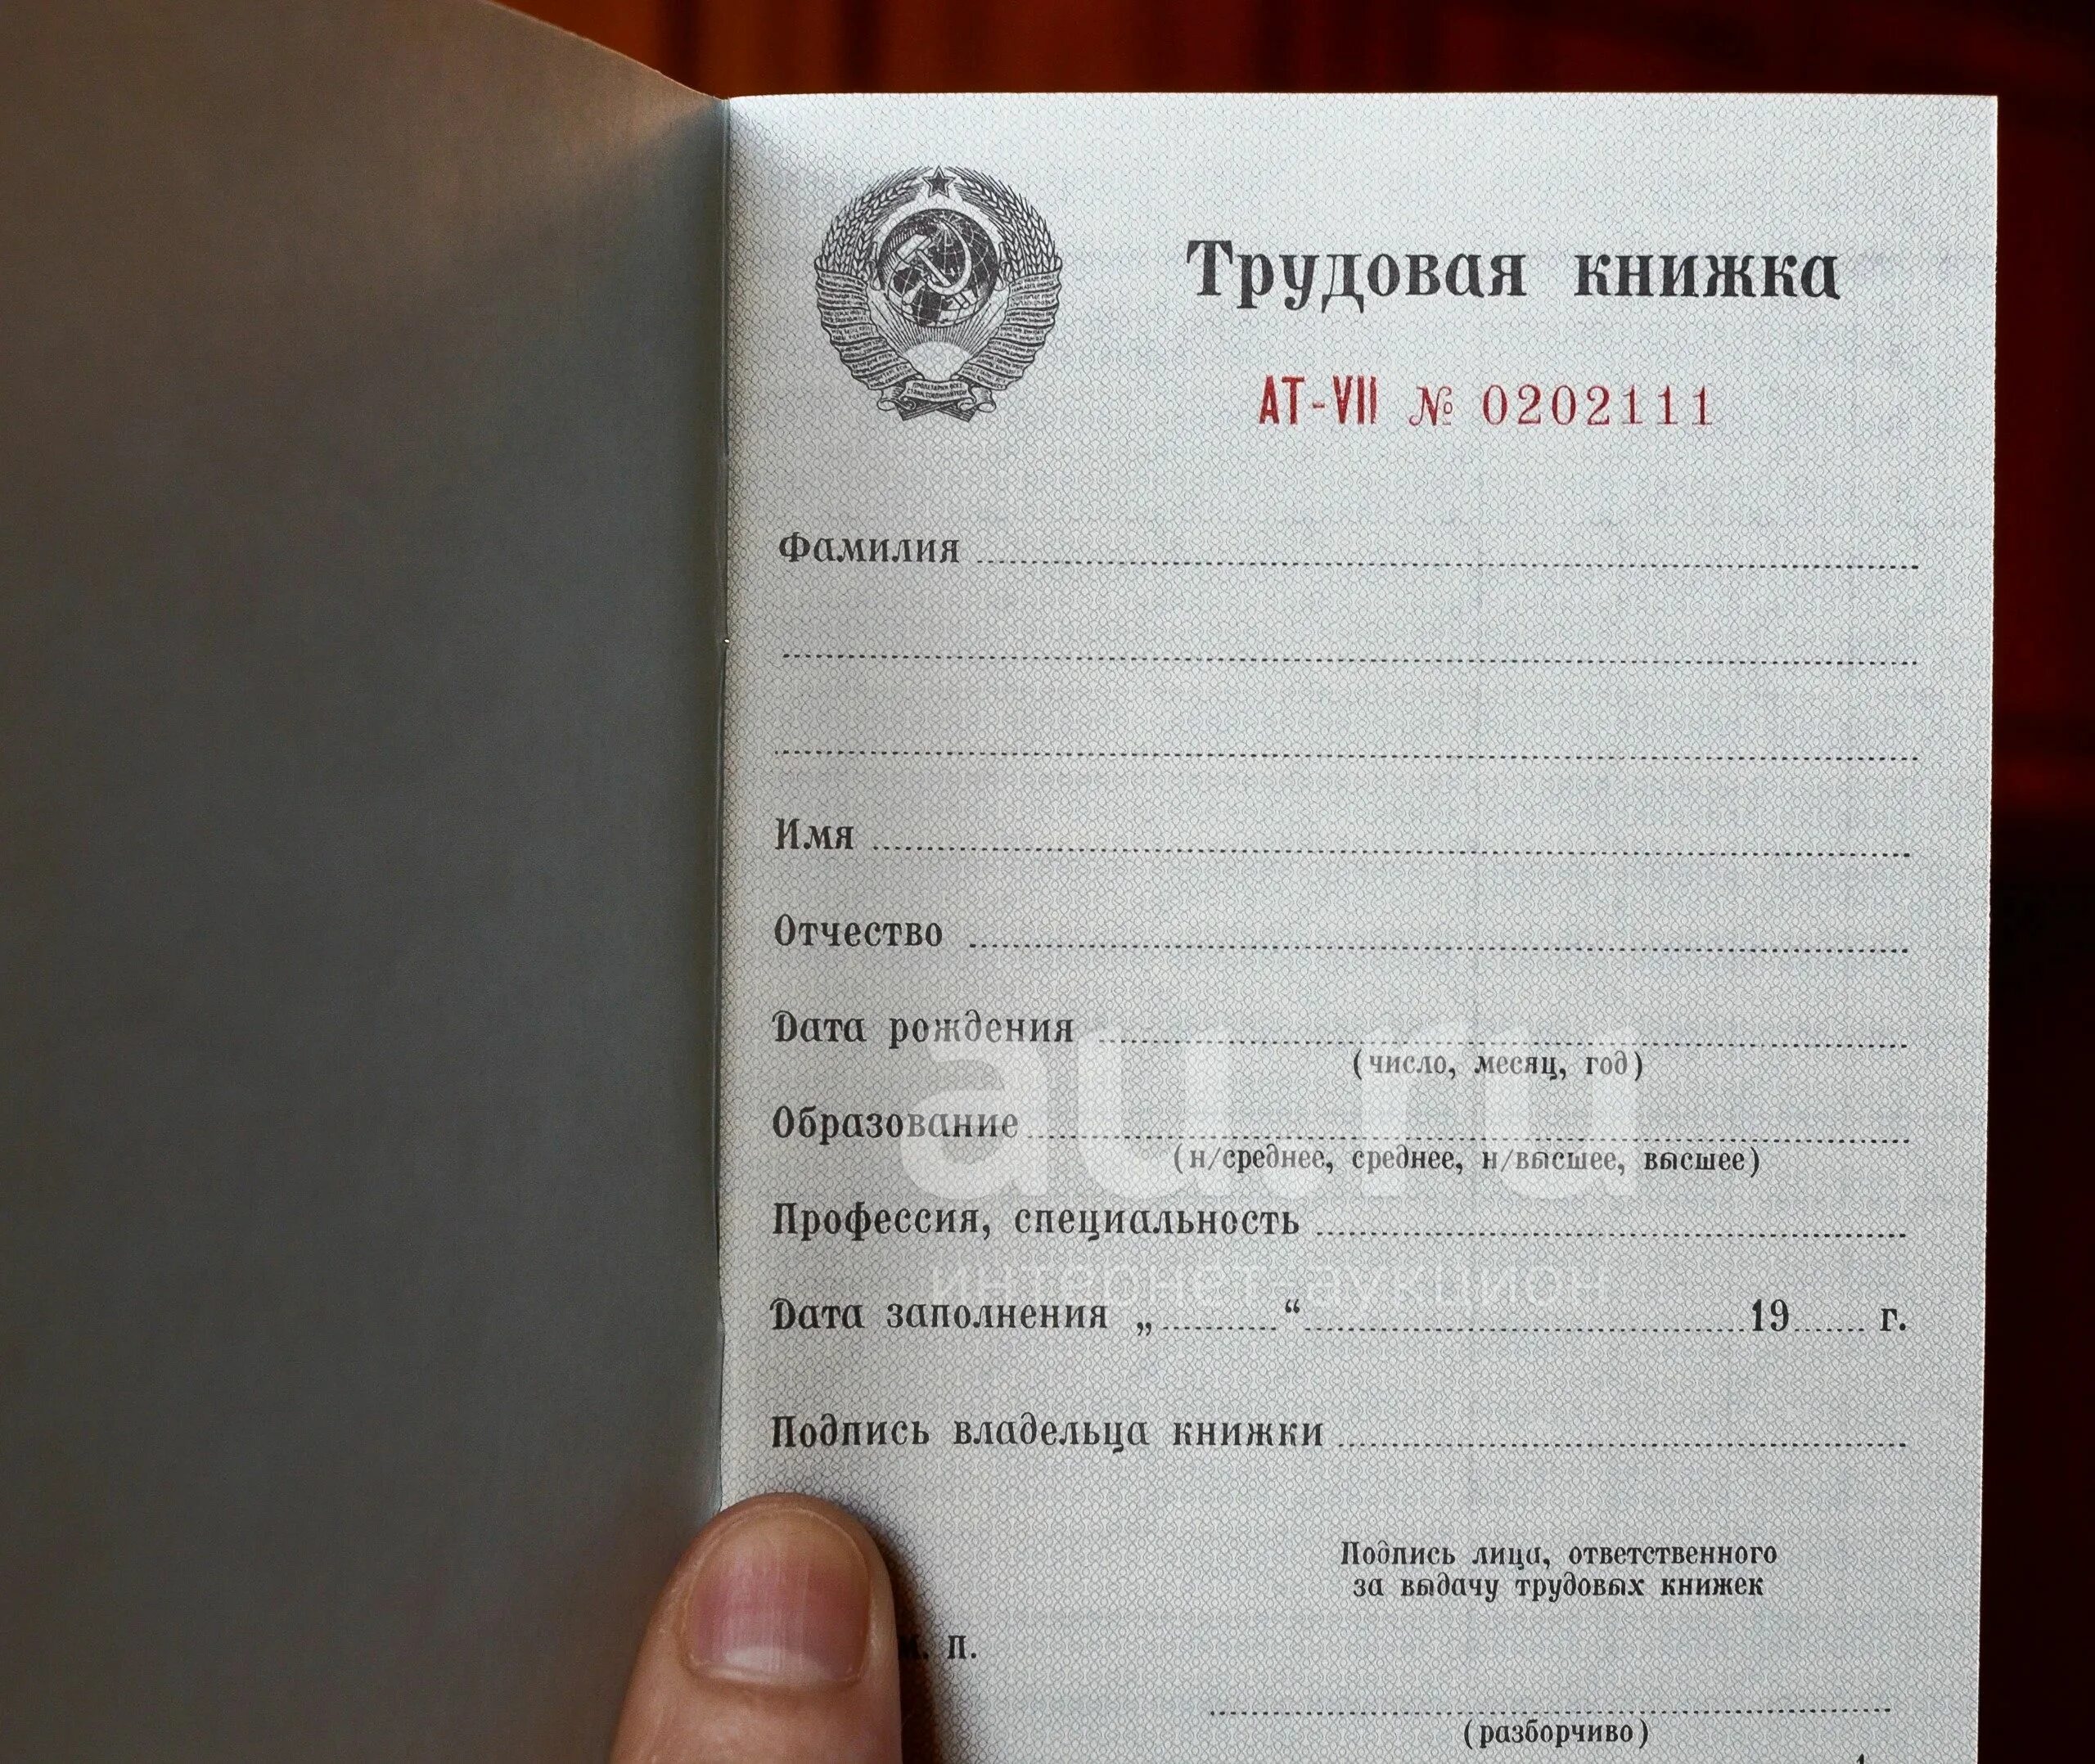 Трудовая книжка
АТ-VII № 0202111
Фамилия
Имя
Отчество
Дата рождения
(число, месяц, год)
Образование
(н/среднее, среднее, н/высшее, высшее)
Профессия, специальность
Дата заполнения „ “ 19 г.
Подпись владельца книжки
Подпись лица, ответственного
за выдачу трудовых книжек
м. п.
(разборчиво)
au.ru
интернет-аукцион